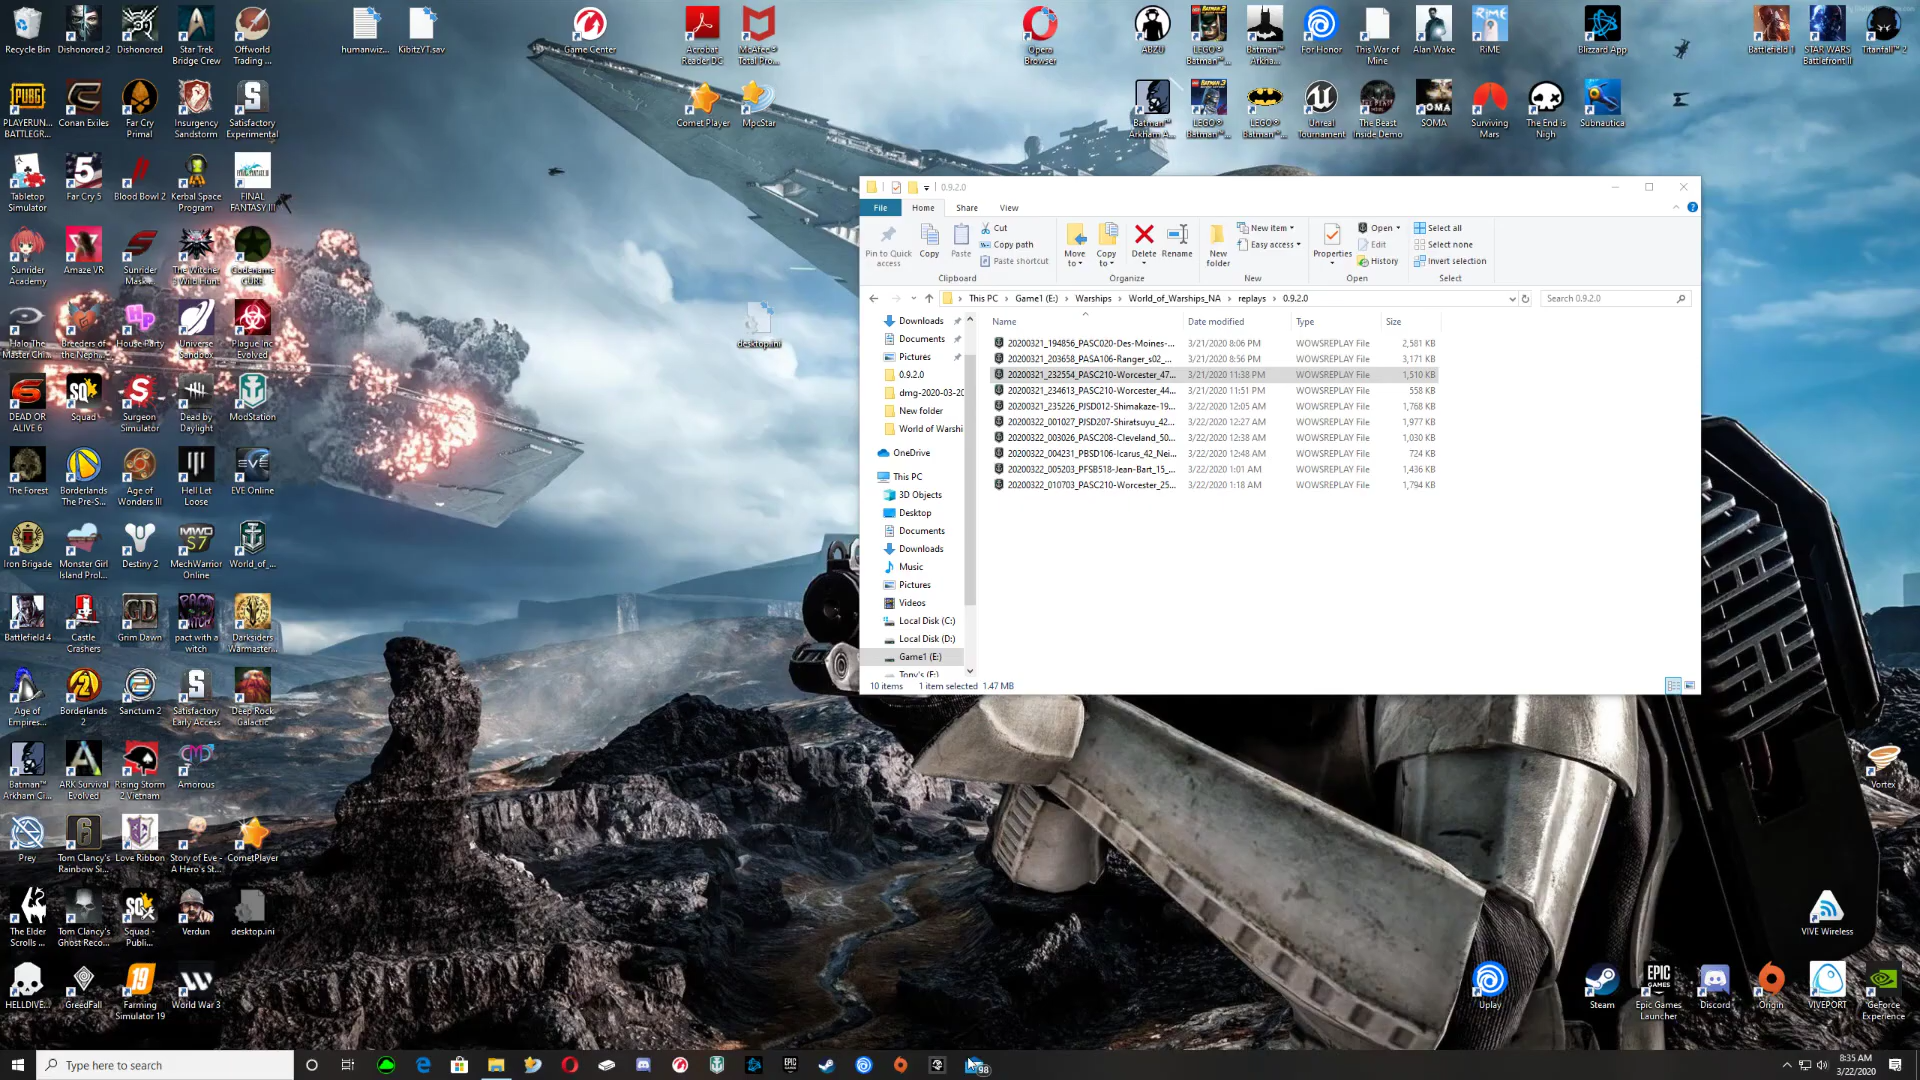 Recycle Bin
Dishonored 2
Dishonored
Star Trek
Bridge Crew
Offworld
Trading ...
humanwiz...
KibitzYT.sav
Game Center
Acrobat
Reader DC
McAfee®
Total Pro...
Opera
Browser
ABZU
LEGO®
Batman™...
Batman™
Arkha...
For Honor
This War of
Mine
Alan Wake
RiME
Blizzard App
Battlefield 1
STAR WARS
Battlefront II
Titanfall™ 2
PLAYERUN...
BATTLEGR...
Conan Exiles
Far Cry
Primal
Insurgency
Sandstorm
Satisfactory
Experimental
Comet Player
MpcStar
Batman™
Arkham A...
LEGO®
Batman™...
LEGO®
Batman™...
Unreal
Tournament
The Beast
Inside Demo
SOMA
Surviving
Mars
The End is
Nigh
Subnautica
Tabletop
Simulator
Far Cry 5
Blood Bowl 2
Kerbal Space
Program
FINAL
FANTASY III
Sunrider
Academy
Amaze VR
Sunrider
Mask...
The Witcher
3 Wild Hunt
Codename
CURE
Halo The
Master Chi...
Breeders of
the Neph...
House Party
Universe
Sandbox
Plague Inc
Evolved
desktop.ini
DEAD OR
ALIVE 6
Squad
Surgeon
Simulator
Dead by
Daylight
ModStation
The Forest
Borderlands
The Pre-S...
Age of
Wonders III
Hell Let
Loose
EVE Online
Iron Brigade
Monster Girl
Island Prol...
Destiny 2
MechWarrior
Online
World_of_...
Battlefield 4
Castle
Crashers
Grim Dawn
pact with a
witch
Darksiders
Warmaster...
Age of
Empires...
Borderlands
2
Sanctum 2
Satisfactory
Early Access
Deep Rock
Galactic
Batman™
Arkham Ci...
ARK Survival
Evolved
Rising Storm
2 Vietnam
Amorous
Prey
Tom Clancy's
Rainbow Si...
Love Ribbon
Story of Eve -
A Hero's St...
CometPlayer
The Elder
Scrolls ...
Tom Clancy's
Ghost Reco...
Squad -
Publi...
Verdun
desktop.ini
HELLDIVE...
GreedFall
Farming
Simulator 19
World War 3
0.9.2.0
File
Home
Share
View
Pin to Quick
access
Copy
Paste
Cut
Copy path
Paste shortcut
Clipboard
Move
to
Copy
to
Delete
Rename
Organize
New
folder
New item
Easy access
New
Properties
Open
Edit
History
Open
Select all
Select none
Invert selection
Select
This PC
Game1 (E:)
Warships
World_of_Warships_NA
replays
0.9.2.0
Search 0.9.2.0
Downloads
Documents
Pictures
0.9.2.0
dmg-2020-03-20
New folder
World of Warshi
OneDrive
This PC
3D Objects
Desktop
Documents
Downloads
Music
Pictures
Videos
Local Disk (C:)
Local Disk (D:)
Game1 (E:)
Tony's (F:)
Name Date modified Type Size
20200321_194856_PASC020-Des-Moines-... 3/21/2020 8:06 PM WOWSREPLAY File 2,581 KB
20200321_203658_PASA106-Ranger_s02_... 3/21/2020 8:56 PM WOWSREPLAY File 3,171 KB
20200321_232554_PASC210-Worcester_47... 3/21/2020 11:38 PM WOWSREPLAY File 1,510 KB
20200321_234613_PASC210-Worcester_44... 3/21/2020 11:51 PM WOWSREPLAY File 558 KB
20200321_235226_PJSD012-Shimakaze-19... 3/22/2020 12:05 AM WOWSREPLAY File 1,768 KB
20200322_001027_PJSD207-Shiratsuyu_42... 3/22/2020 12:27 AM WOWSREPLAY File 1,977 KB
20200322_003026_PASC208-Cleveland_50... 3/22/2020 12:38 AM WOWSREPLAY File 1,030 KB
20200322_004231_PBSD106-Icarus_42_Nei... 3/22/2020 12:48 AM WOWSREPLAY File 724 KB
20200322_005203_PFSB518-Jean-Bart_15_... 3/22/2020 1:01 AM WOWSREPLAY File 1,436 KB
20200322_010703_PASC210-Worcester_25... 3/22/2020 1:18 AM WOWSREPLAY File 1,794 KB
10 items 1 item selected 1.47 MB
Vortex
VIVE Wireless
Uplay
Steam
Epic Games
Launcher
Discord
Origin
VIVEPORT
GeForce
Experience
Type here to search
98
8:35 AM
3/22/2020